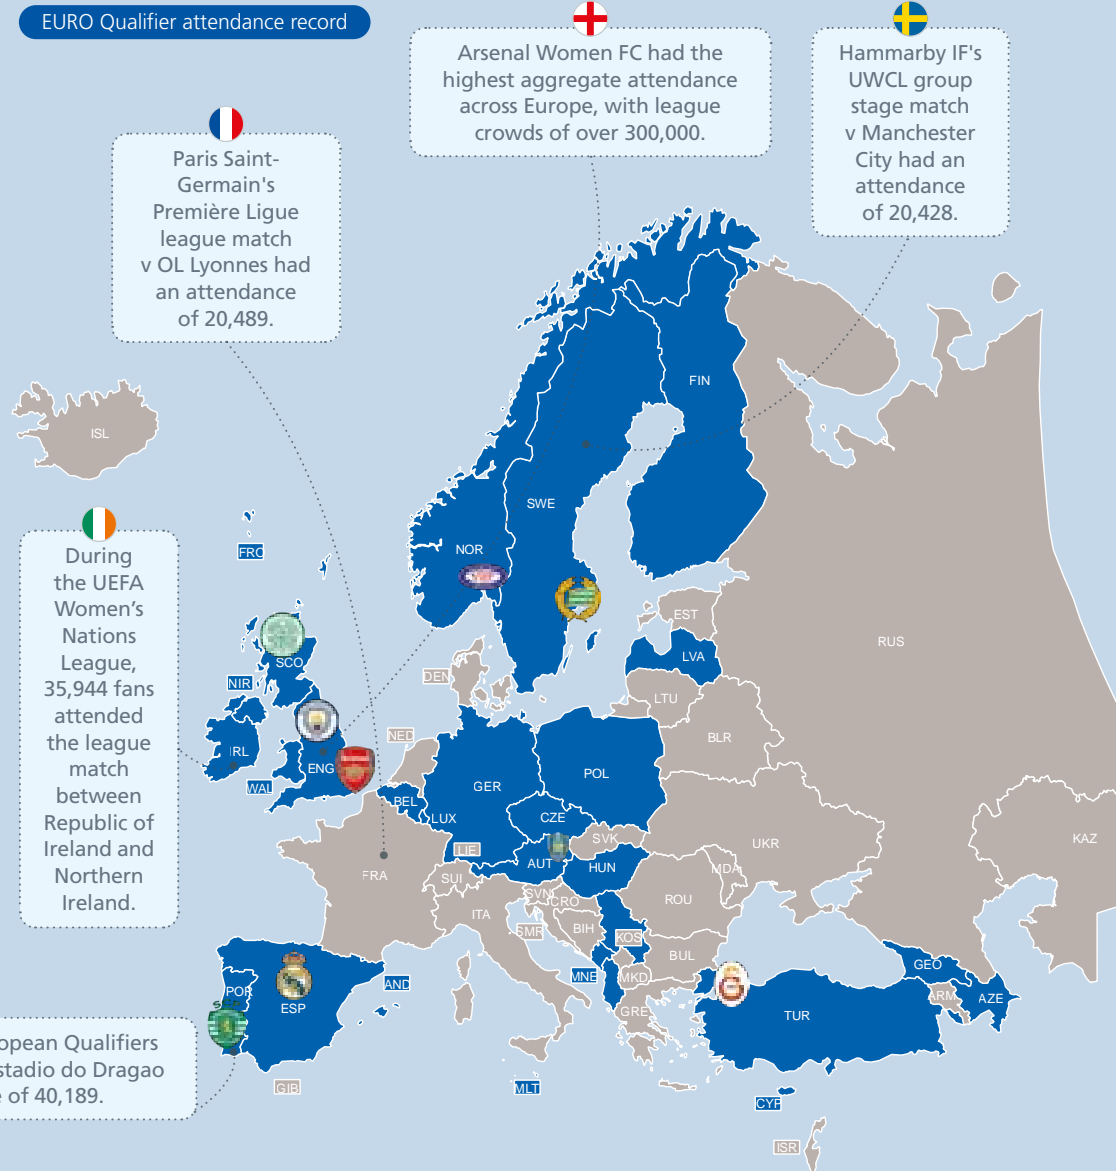 EURO Qualifier attendance record
Arsenal Women FC had the
highest aggregate attendance
across Europe, with league
crowds of over 300,000.
Hammarby IF's
UWCL group
stage match
v Manchester
City had an
attendance
of 20,428.
Paris Saint-
Germain's
Première Ligue
league match
v OL Lyonnes had
an attendance
of 20,489.
During
the UEFA
Women's
Nations
League,
35,944 fans
attended
the league
match
between
Republic of
Ireland and
Northern
Ireland.
opean Qualifiers
stadio do Dragao
e of 40,189.
ISL
FIN
SWE
NOR
FRO
EST
RUS
SCO
LVA
DEN
NIR
LTU
NED
BLR
IRL
ENG
WAL
POL
GER
BEL
LUX
CZE
SVK
UKR
KAZ
LIE
AUT
HUN
FRA
SUI
MDA
SVN
CRO
ROU
ITA
SMR
BIH
KOS
BUL
GEO
AND
MNE
MKD
POR
ESP
ARM
AZE
SCP
GRE
TUR
GIB
MLT
CYP
ISR